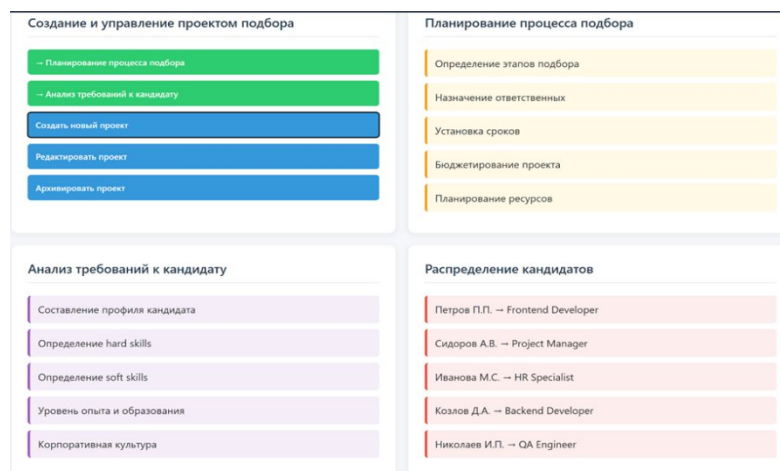 Создание и управление проектом подбора
→ Планирование процесса подбора
→ Анализ требований к кандидату
Создать новый проект
Редактировать проект
Архивировать проект
Планирование процесса подбора
Определение этапов подбора
Назначение ответственных
Установка сроков
Бюджетирование проекта
Планирование ресурсов
Анализ требований к кандидату
Составление профиля кандидата
Определение hard skills
Определение soft skills
Уровень опыта и образования
Корпоративная культура
Распределение кандидатов
Петров П.П. → Frontend Developer
Сидоров А.В. → Project Manager
Иванова М.С. → HR Specialist
Козлов Д.А. → Backend Developer
Николаев И.П. → QA Engineer